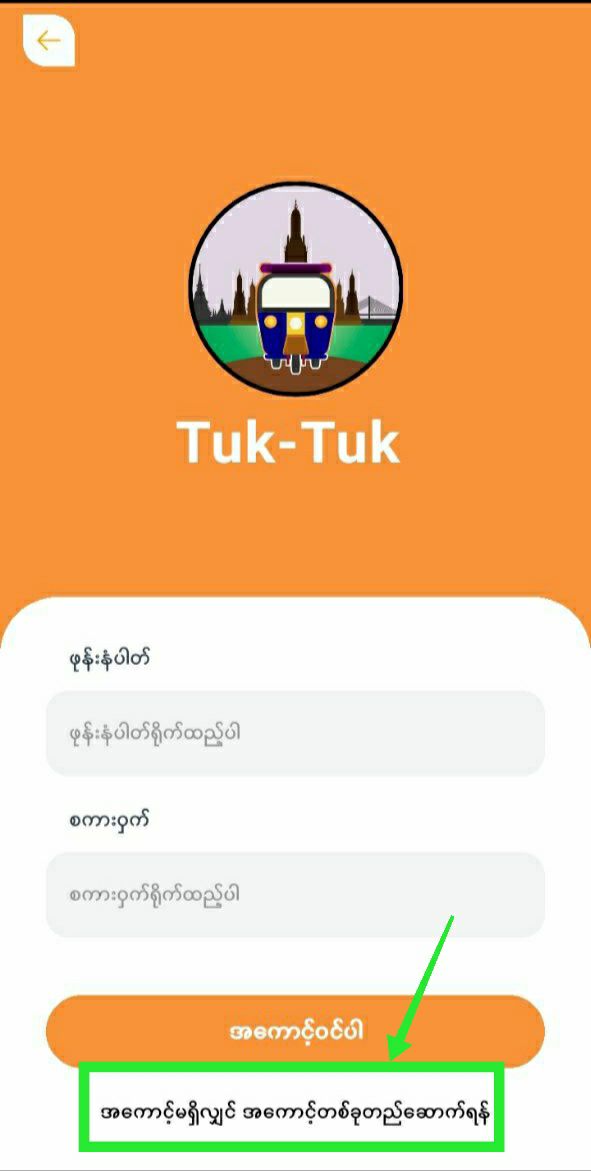 Tuk-Tuk
ဖုန်းနံပါတ်
ဖုန်းနံပါတ်ရိုက်ထည့်ပါ
စကားဝှက်
စကားဝှက်ရိုက်ထည့်ပါ
အကောင့်ဝင်ပါ
အကောင့်မရှိလျှင် အကောင့်တစ်ခုတည်ဆောက်ရန်